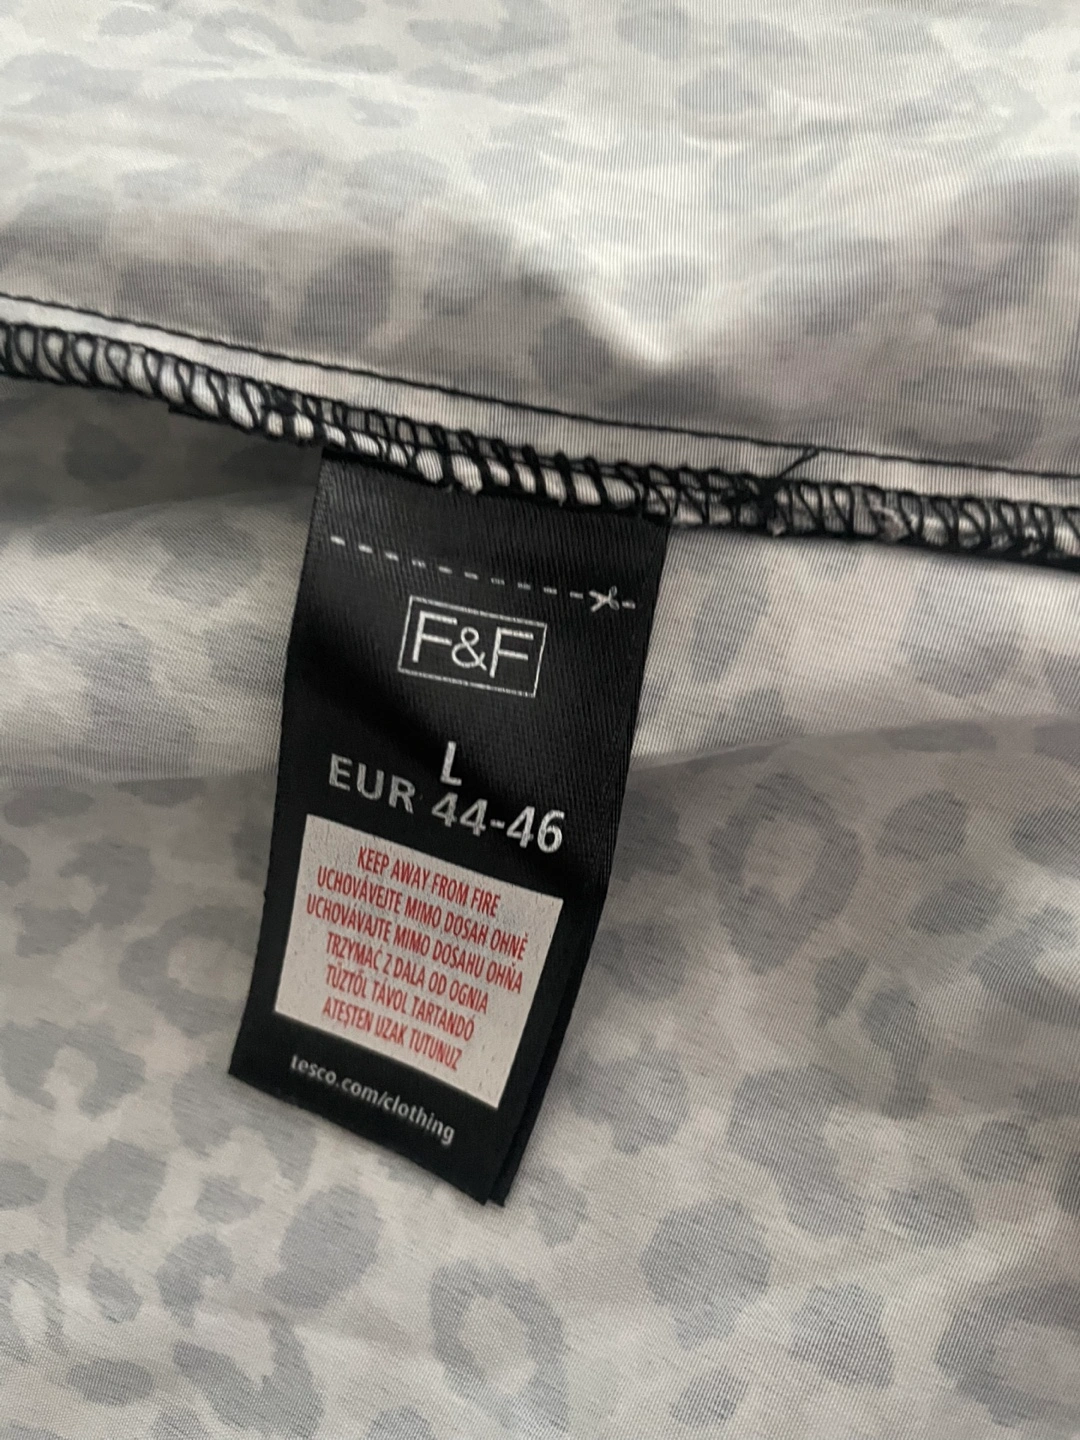 F&F
L
EUR 44-46
KEEP AWAY FROM FIRE
UCHOVÁVEJTE MIMO DOSAH OHNĚ
UCHOVÁVAJTE MIMO DOSAHU OHŇA
TRZYMAĆ Z DALA OD OGNIA
TŰZTŐL TÁVOL TARTANDÓ
ATEŞTEN UZAK TUTUNUZ
tesco.com/clothing